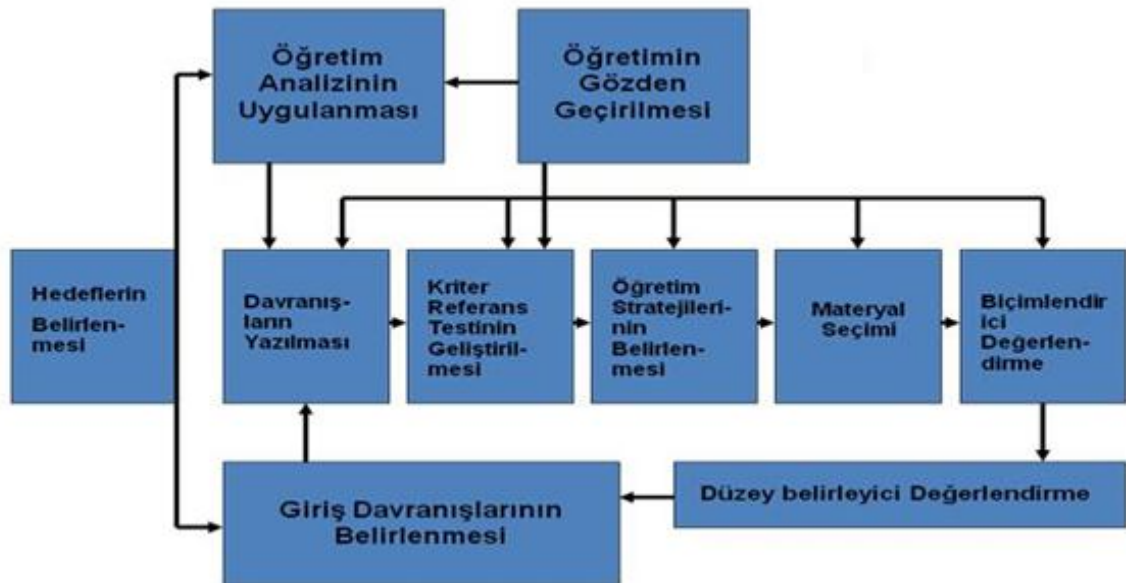 Öğretim
Analizinin
Uygulanması
Öğretimin
Gözden
Geçirilmesi
Hedeflerin
Belirlen-
mesi
Davranış-
ların
Yazılması
Kriter
Referans
Testinin
Geliştiril-
mesi
Öğretim
Stratejileri-
nin
Belirlen-
mesi
Materyal
Seçimi
Biçimlendir
ici
Değerlen-
dirme
Giriş Davranışlarının
Belirlenmesi
Düzey belirleyici Değerlendirme